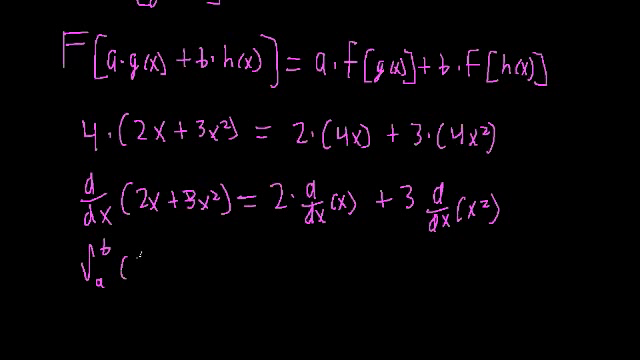 F[a·g(x) + b·h(x)] = a·F[g(x)] + b·F[h(x)]
4·(2x + 3x²) = 2·(4x) + 3·(4x²)
d/dx (2x + 3x²) = 2·d/dx (x) + 3 d/dx (x²)
∫ₐᵇ (